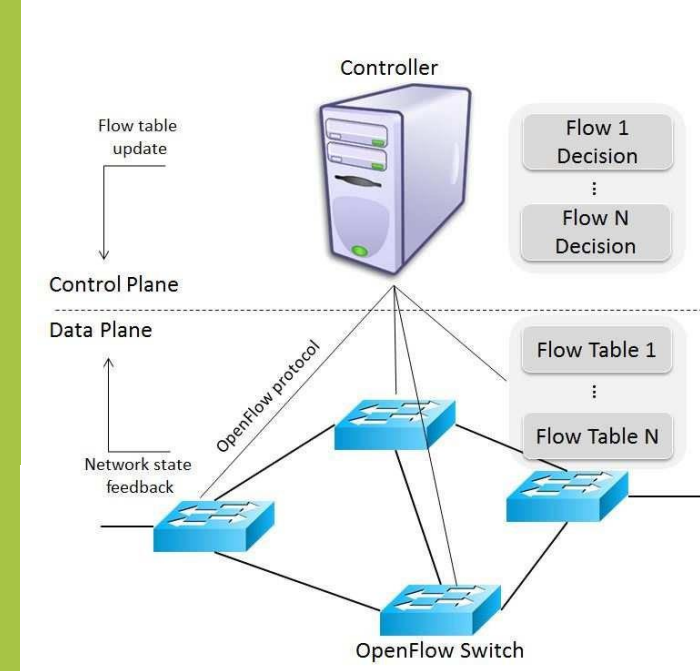 Controller
Flow table
update
Flow 1
Decision
⋮
Flow N
Decision
Control Plane
Data Plane
OpenFlow protocol
Flow Table 1
⋮
Flow Table N
Network state
feedback
OpenFlow Switch